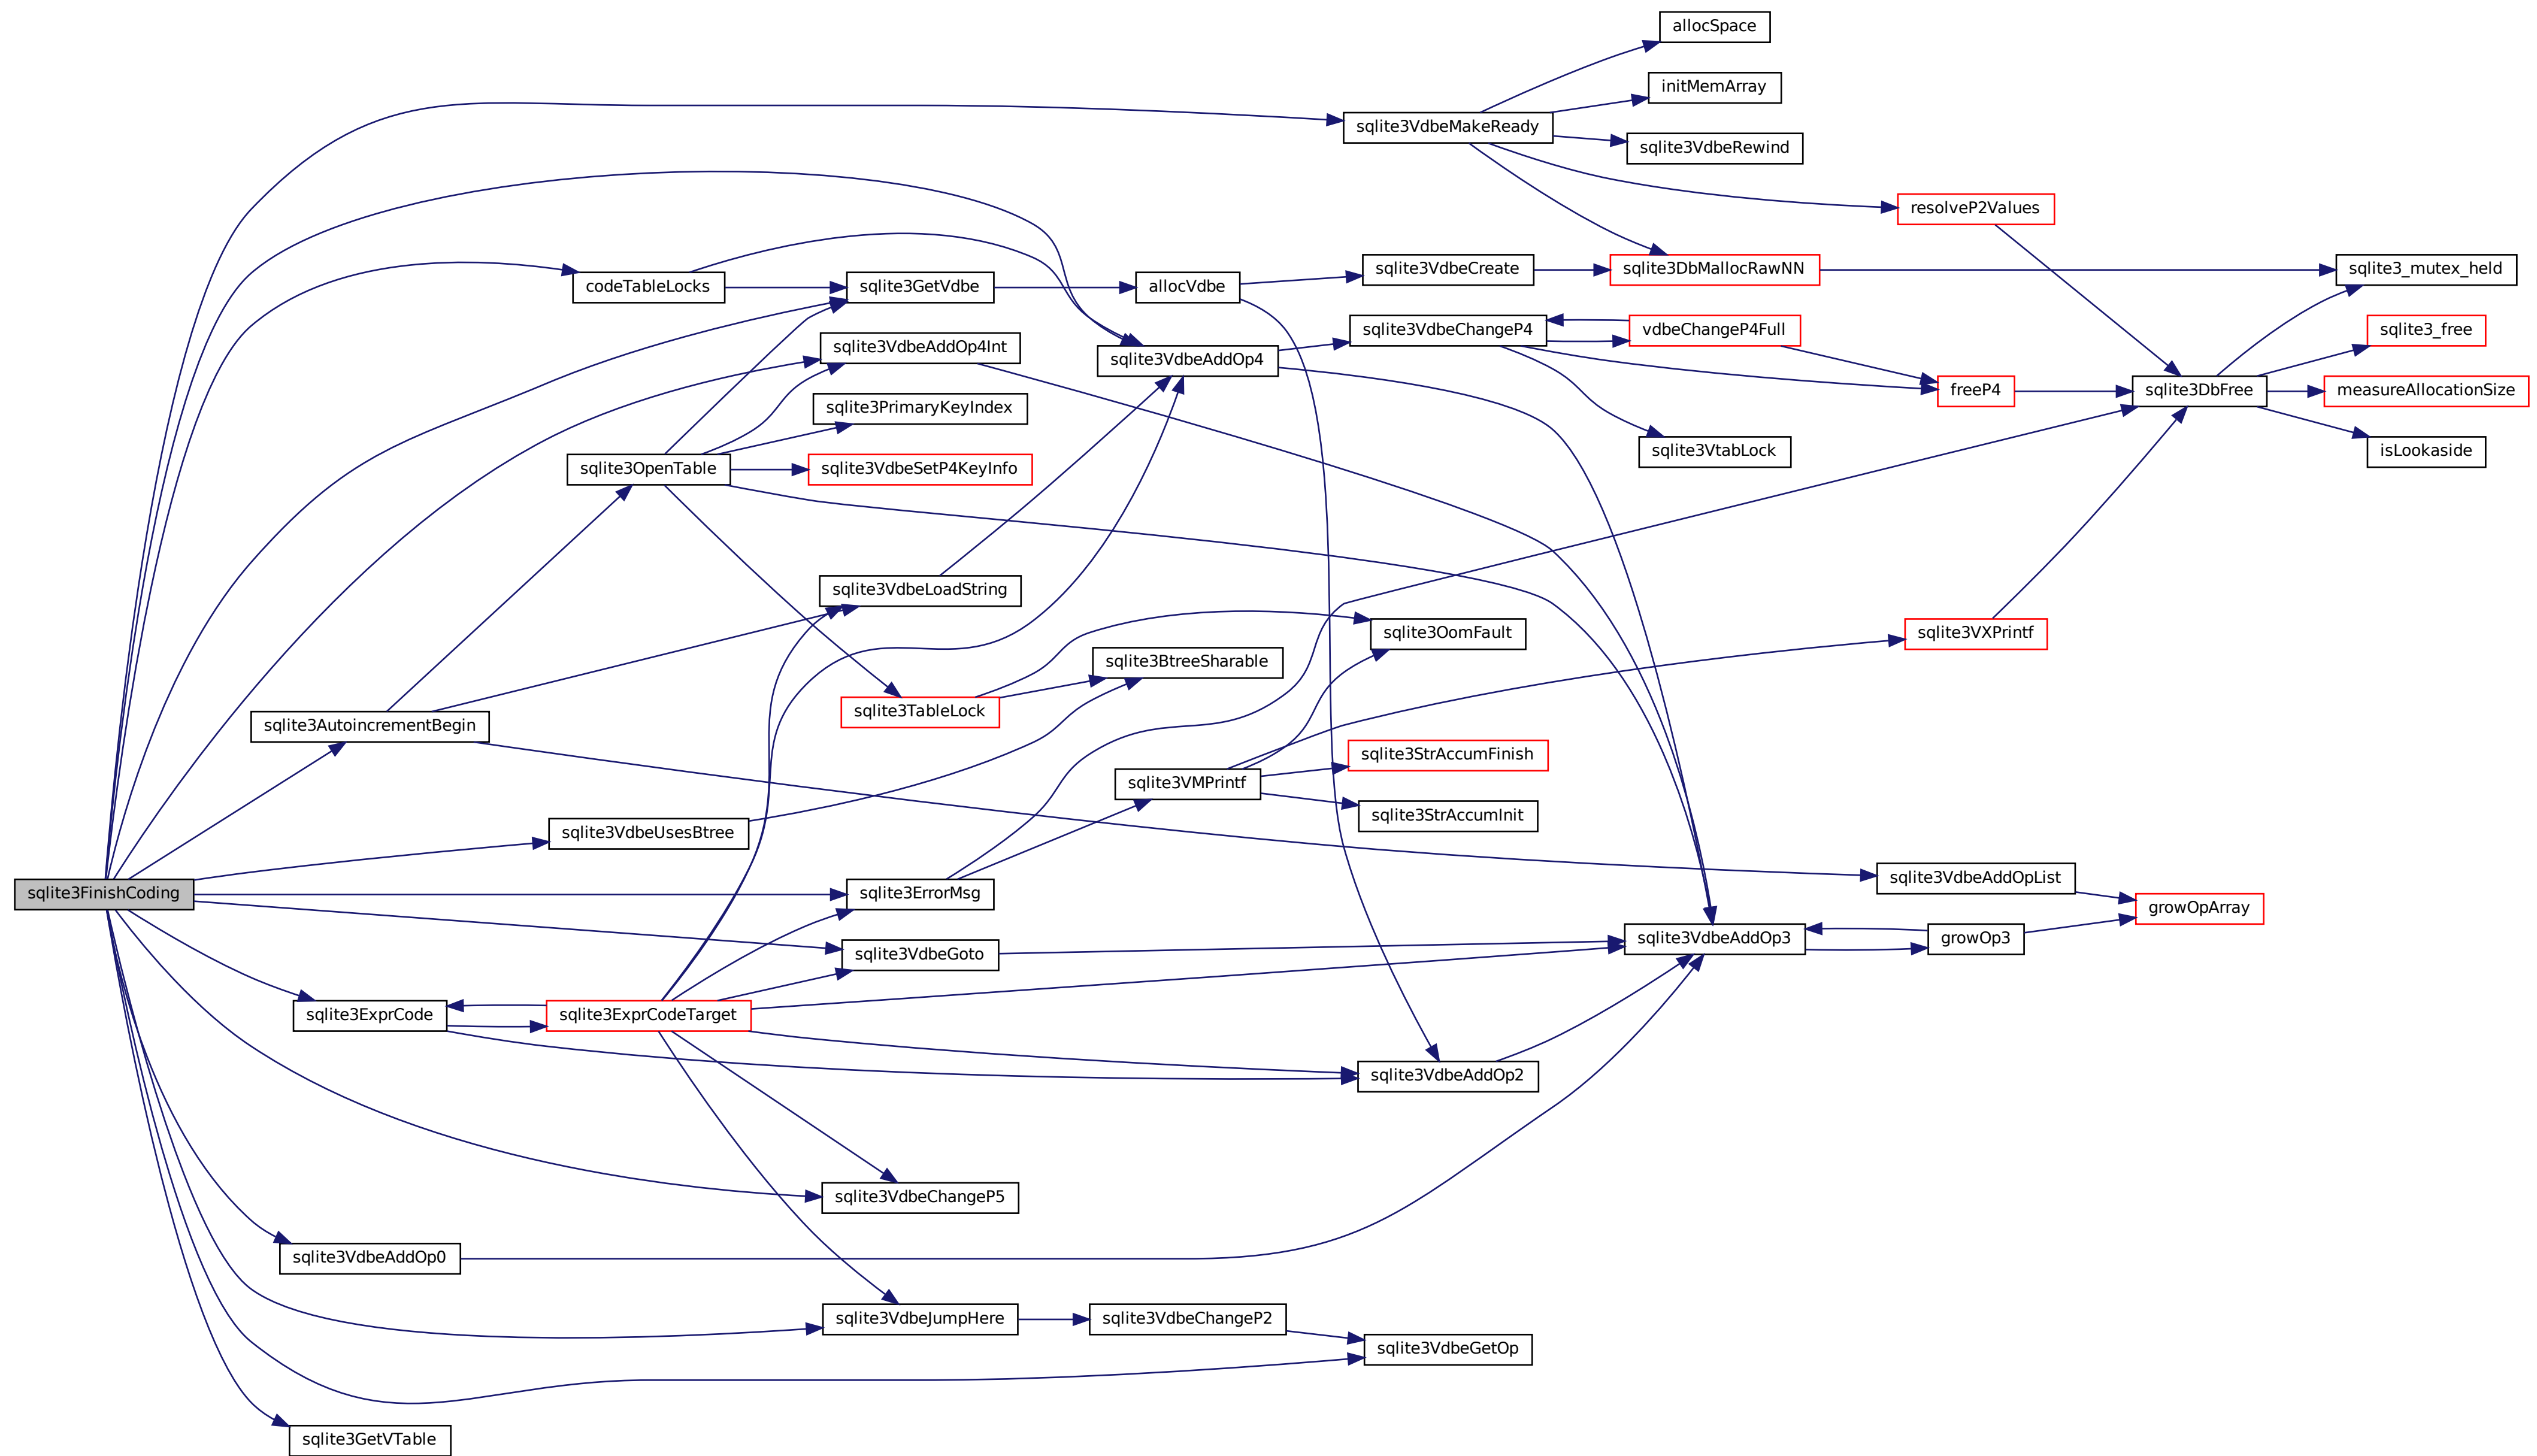 allocSpace
initMemArray
sqlite3VdbeMakeReady
sqlite3VdbeRewind
resolveP2Values
sqlite3VdbeCreate
sqlite3DbMallocRawNN
sqlite3_mutex_held
codeTableLocks
sqlite3GetVdbe
allocVdbe
sqlite3VdbeChangeP4
vdbeChangeP4Full
sqlite3_free
sqlite3VdbeAddOp4Int
sqlite3VdbeAddOp4
freeP4
sqlite3DbFree
measureAllocationSize
sqlite3PrimaryKeyIndex
sqlite3VtabLock
isLookaside
sqlite3OpenTable
sqlite3VdbeSetP4KeyInfo
sqlite3VdbeLoadString
sqlite3OomFault
sqlite3VXPrintf
sqlite3BtreeSharable
sqlite3TableLock
sqlite3AutoincrementBegin
sqlite3StrAccumFinish
sqlite3VMPrintf
sqlite3StrAccumInit
sqlite3VdbeUsesBtree
sqlite3FinishCoding
sqlite3ErrorMsg
sqlite3VdbeAddOpList
growOpArray
sqlite3VdbeGoto
sqlite3VdbeAddOp3
growOp3
sqlite3ExprCode
sqlite3ExprCodeTarget
sqlite3VdbeAddOp2
sqlite3VdbeChangeP5
sqlite3VdbeAddOp0
sqlite3VdbeJumpHere
sqlite3VdbeChangeP2
sqlite3VdbeGetOp
sqlite3GetVTable